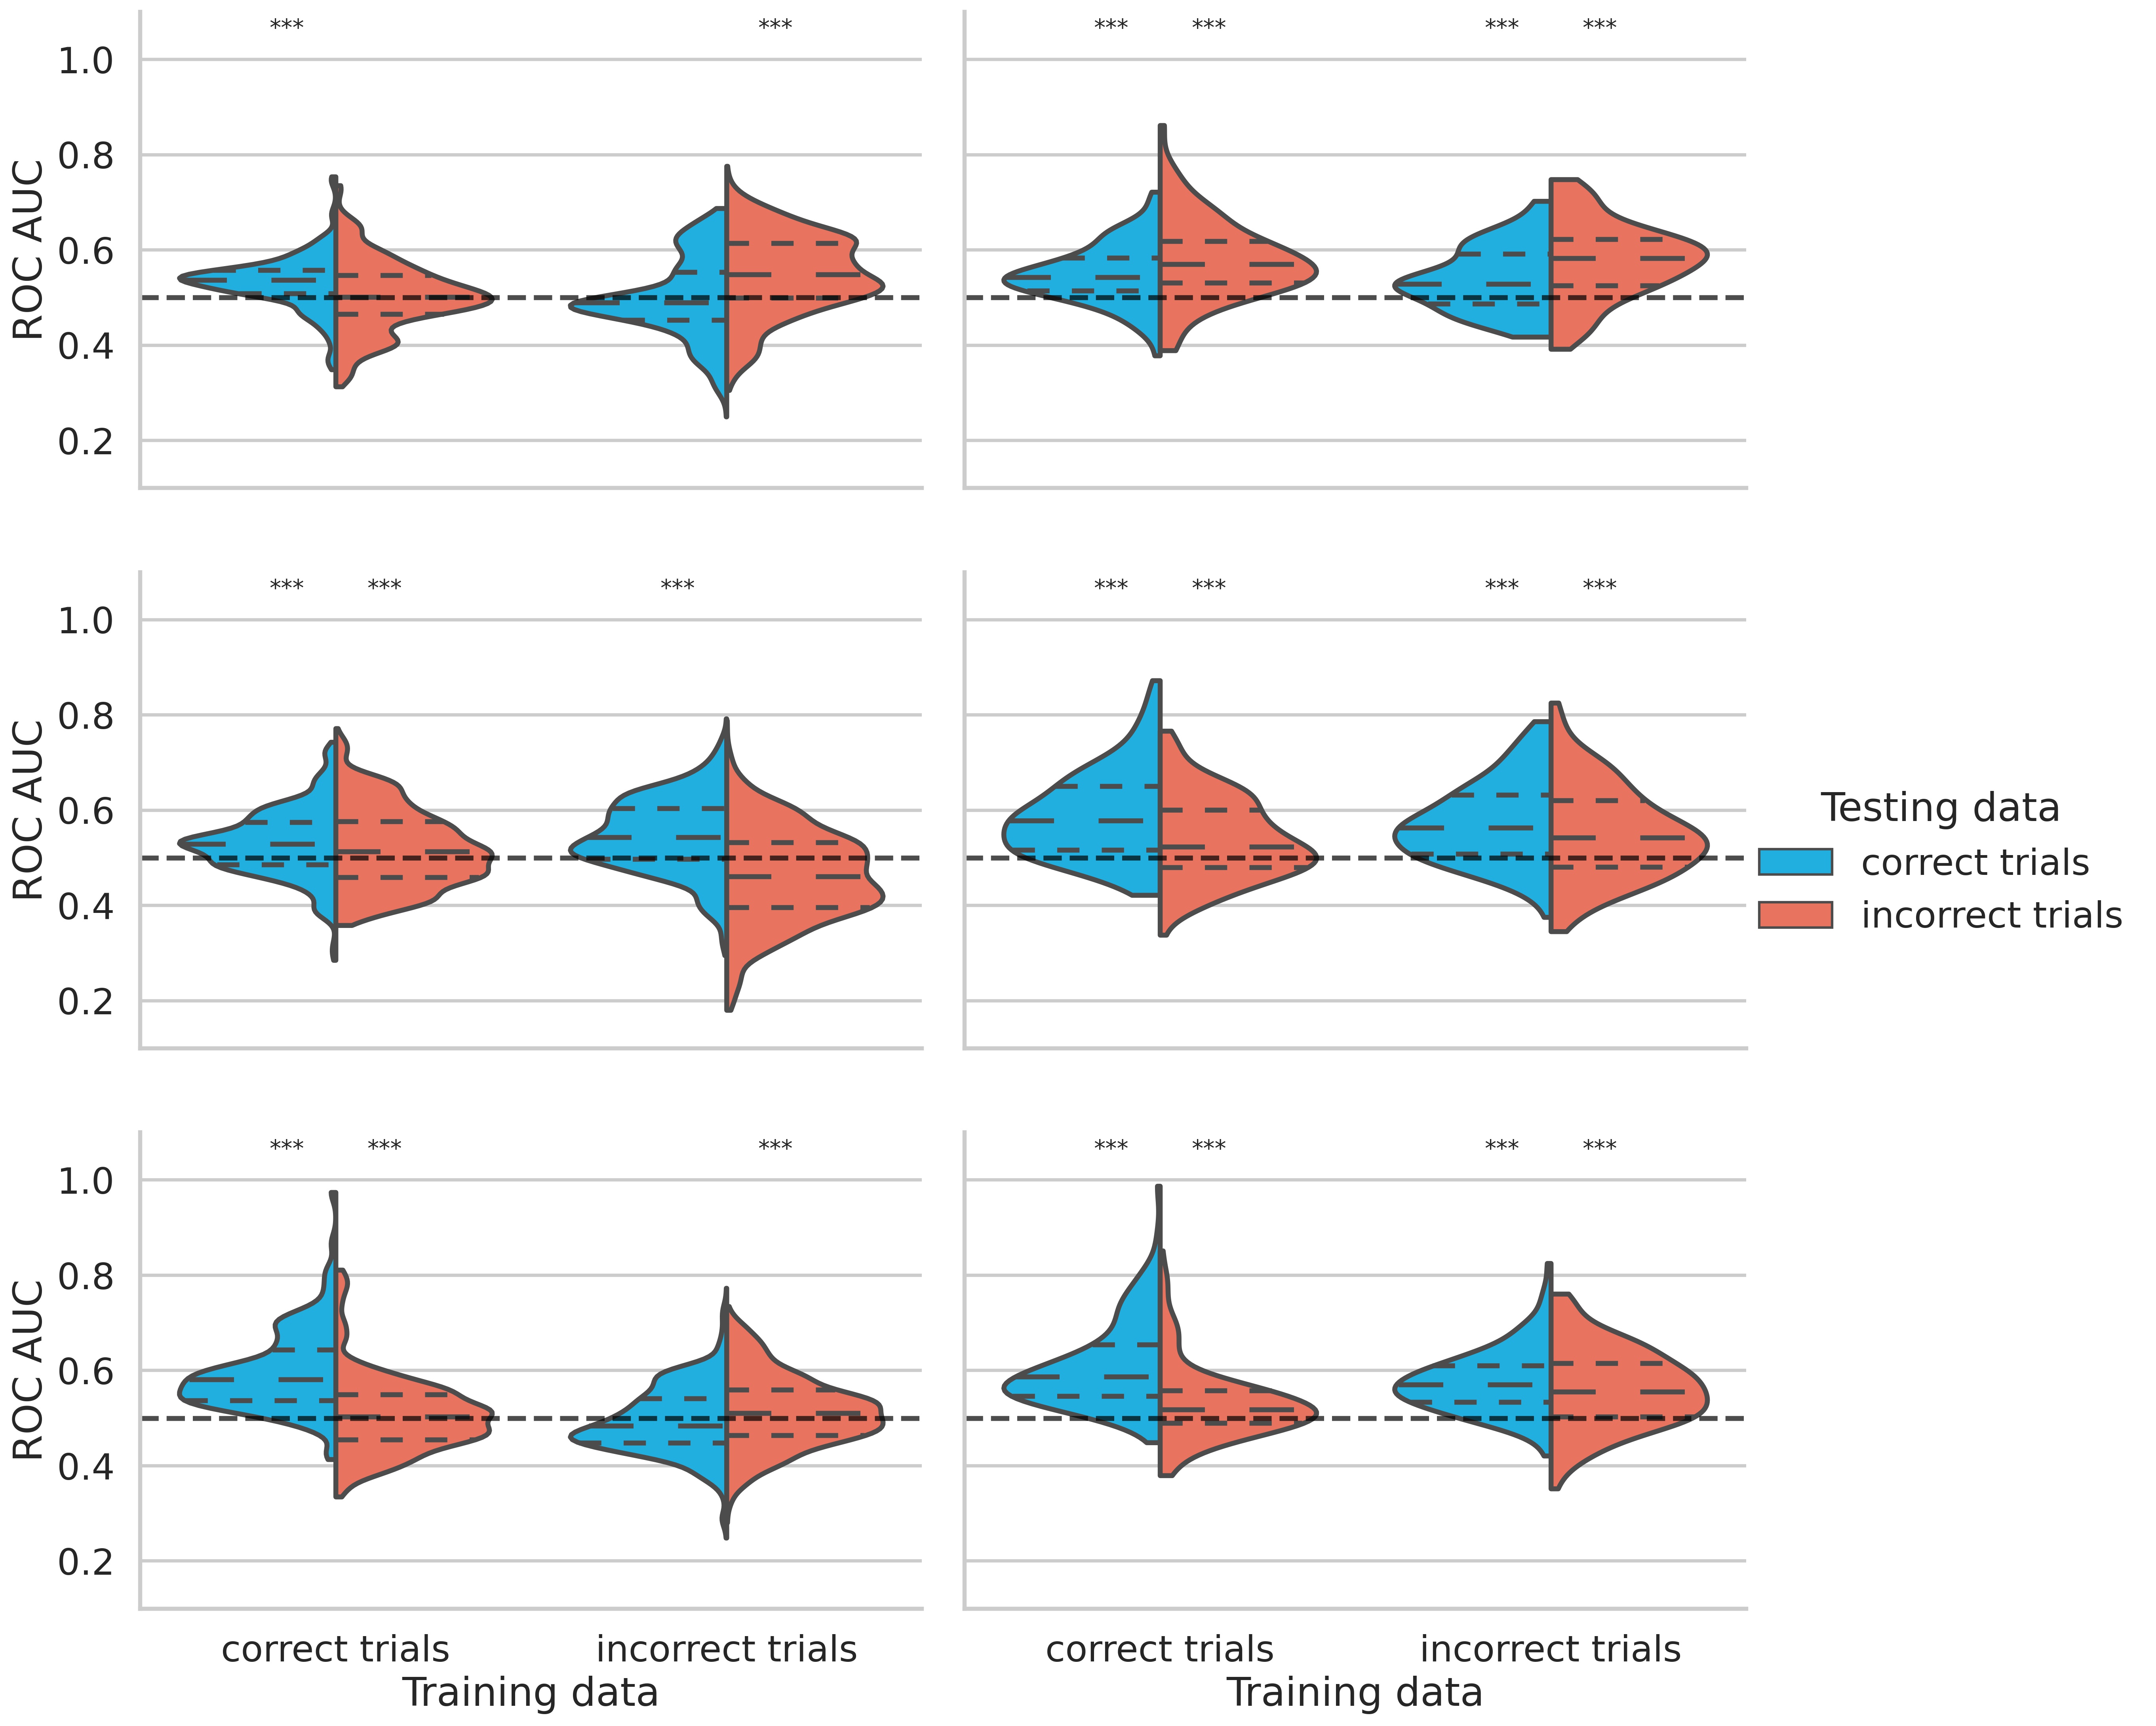 *** *** *** ***  *** ***
1.0
0.8
0.6
0.4
0.2
ROC AUC
*** *** *** *** *** *** ***
1.0
0.8
0.6
0.4
0.2
ROC AUC
Testing data
correct trials
incorrect trials
*** *** *** *** *** *** ***
1.0
0.8
0.6
0.4
0.2
ROC AUC
correct trials incorrect trials correct trials incorrect trials
Training data Training data